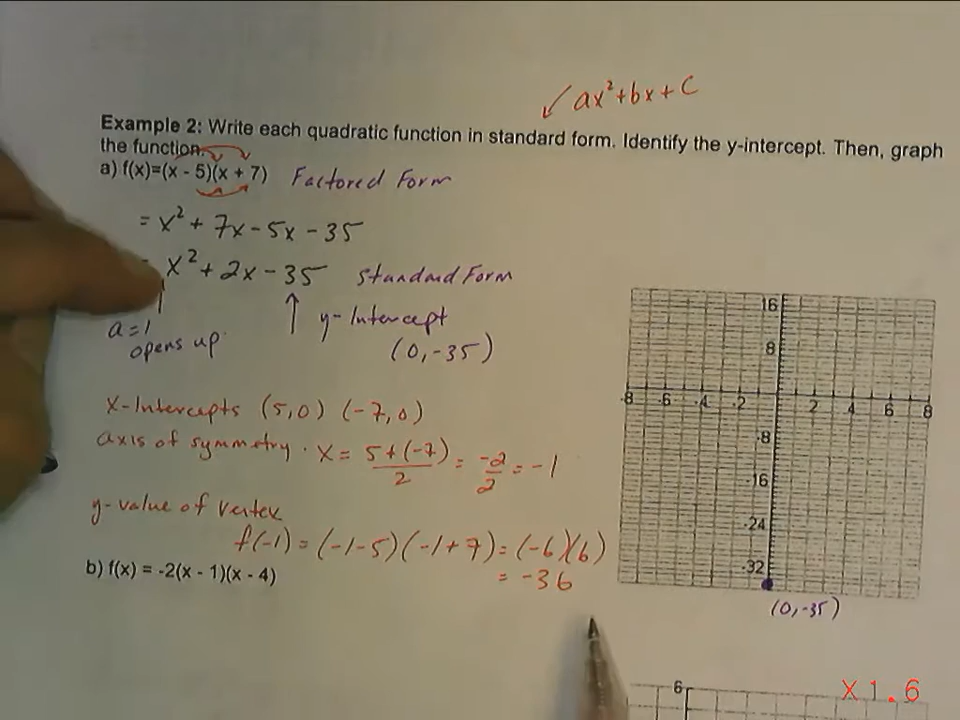 ax²+bx+c
Example 2: Write each quadratic function in standard form. Identify the y-intercept. Then, graph
the function.
a) f(x)=(x - 5)(x + 7) Factored Form
= x² + 7x - 5x - 35
x² + 2x - 35 Standard Form
y-Intercept
(0, -35)
a=1
opens up
x-Intercepts (5,0) (-7,0)
axis of symmetry · x = 5+(-7)/2 = -2/2 = -1
y-value of vertex
f(-1) = (-1-5)(-1+7) = (-6)(6)
= -36
b) f(x) = -2(x - 1)(x - 4)
16
8
-8 -6 -4 -2 2 4 6 8
-8
-16
-24
-32
(0,-35)
6
X1.6